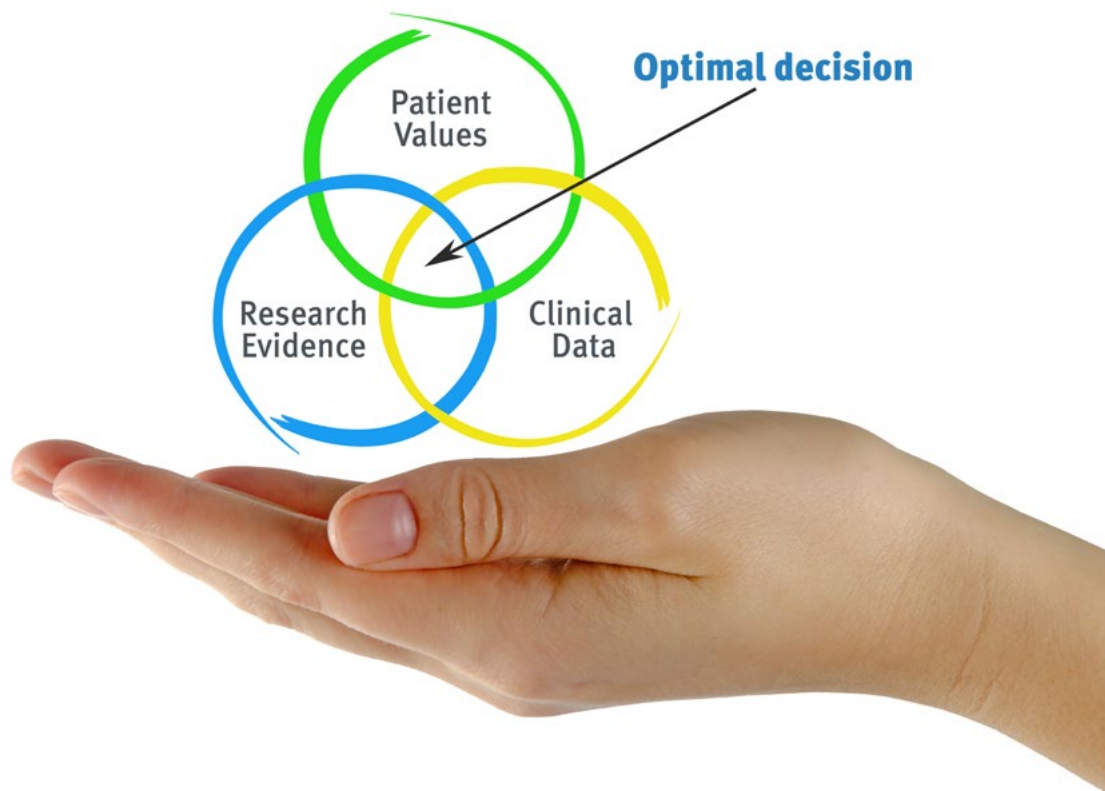 Optimal decision
Patient
Values
Research
Evidence
Clinical
Data